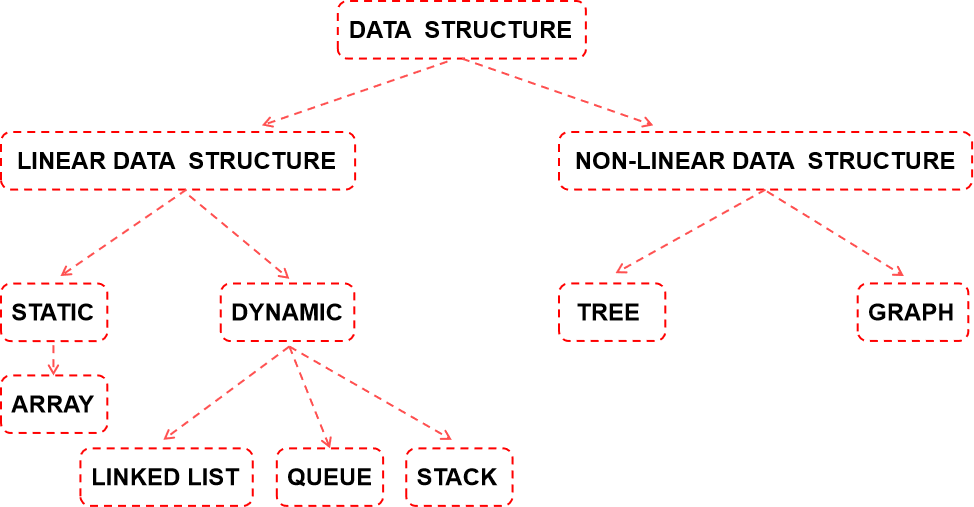 DATA STRUCTURE
LINEAR DATA STRUCTURE
NON-LINEAR DATA STRUCTURE
STATIC
DYNAMIC
TREE
GRAPH
ARRAY
LINKED LIST
QUEUE
STACK